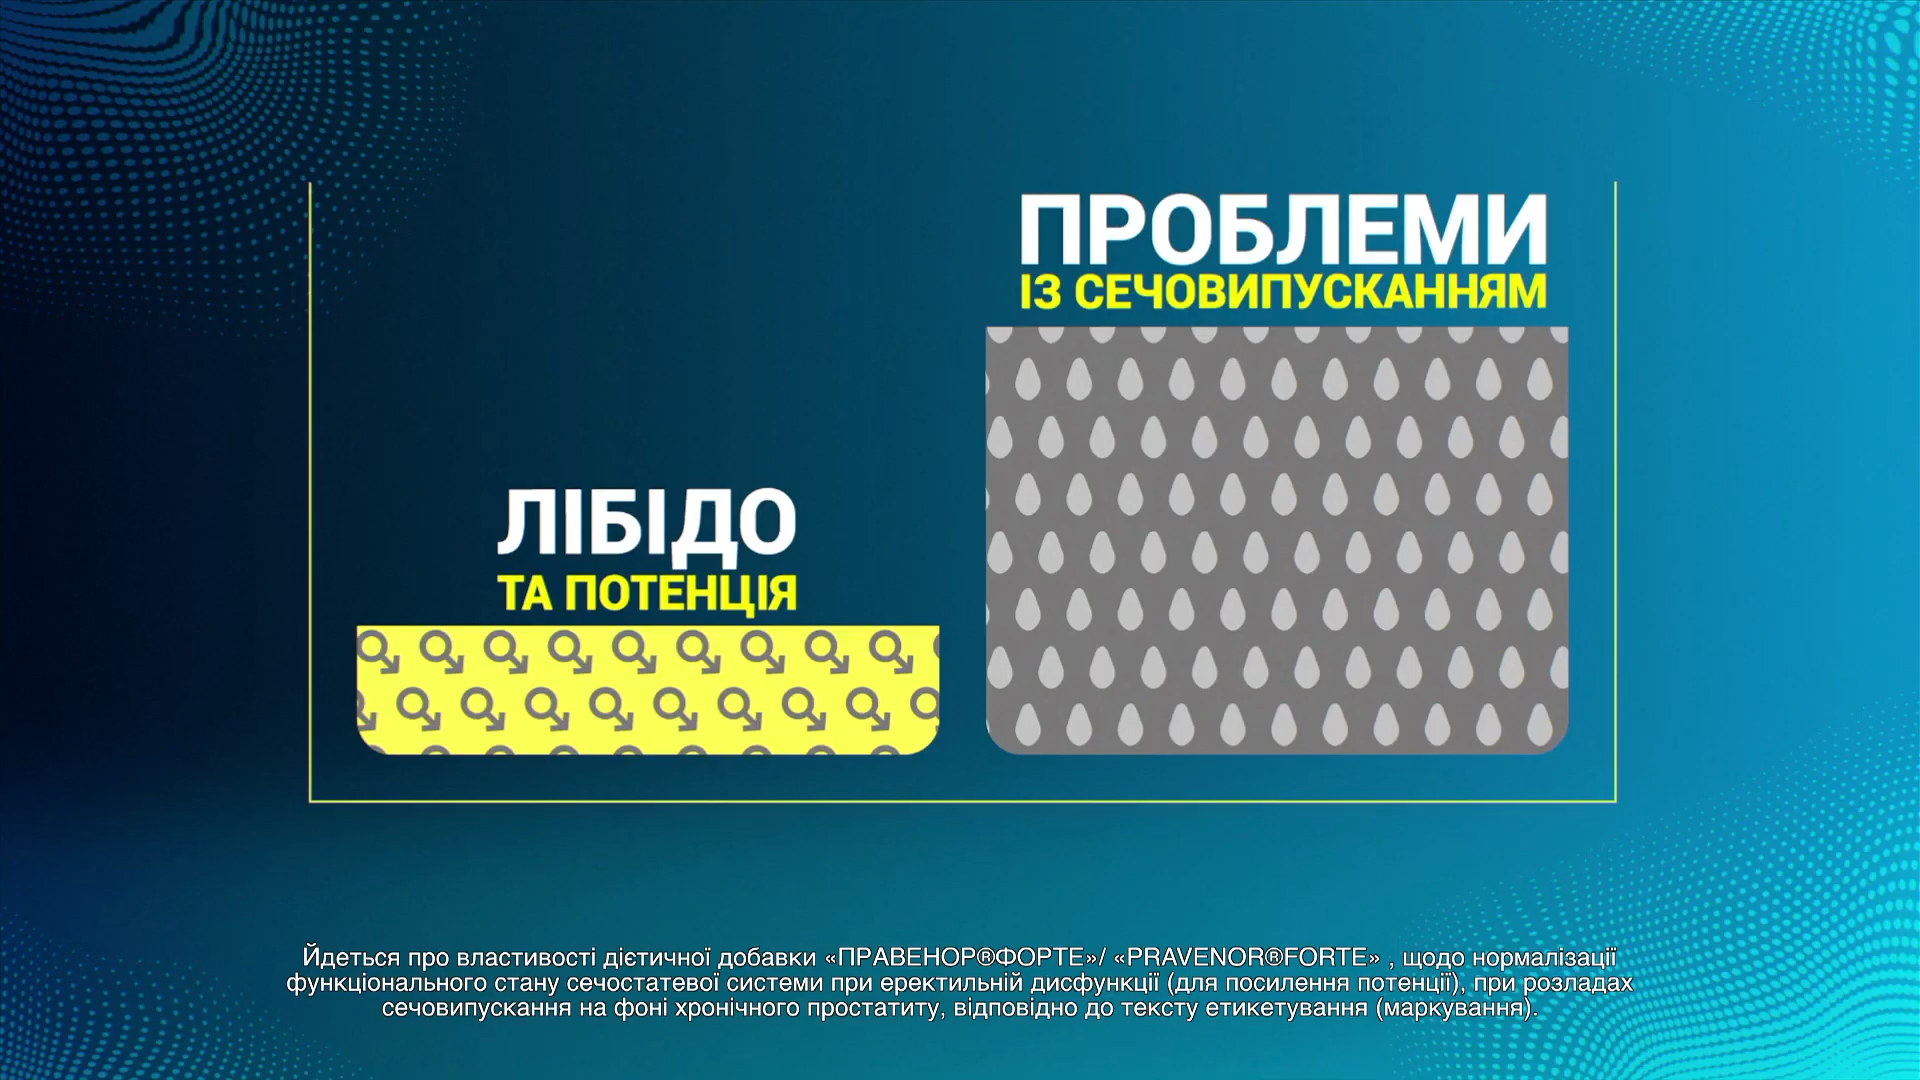 ПРОБЛЕМИ
ІЗ СЕЧОВИПУСКАННЯМ
ЛІБІДО
ТА ПОТЕНЦІЯ
Йдеться про властивості дієтичної добавки «ПРАВЕНОР®ФОРТЕ»/ «PRAVENOR®FORTE» , щодо нормалізації
функціонального стану сечостатевої системи при еректильній дисфункції (для посилення потенції), при розладах
сечовипускання на фоні хронічного простатиту, відповідно до тексту етикетування (маркування).